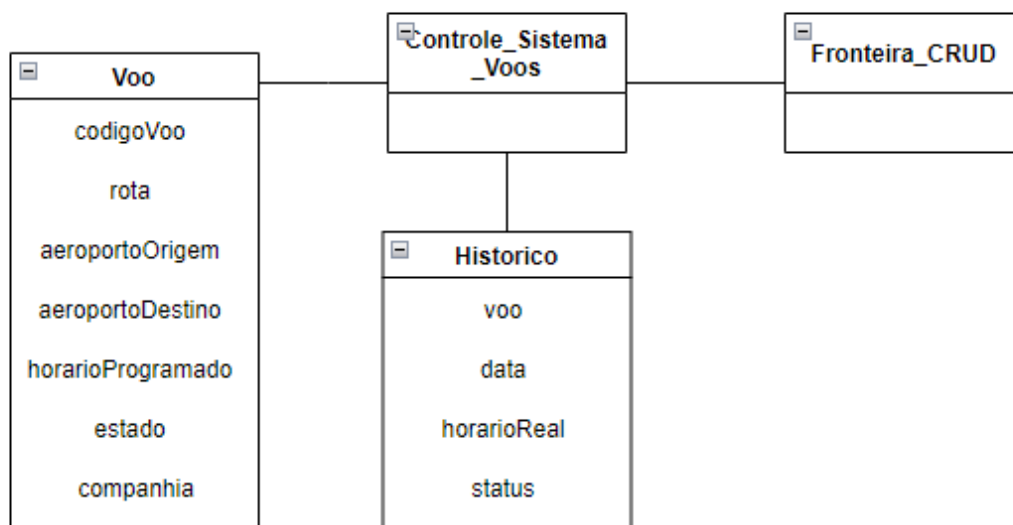 Voo
codigoVoo
rota
aeroportoOrigem
aeroportoDestino
horarioProgramado
estado
companhia
Controle_Sistema
_Voos
Historico
voo
data
horarioReal
status
Fronteira_CRUD